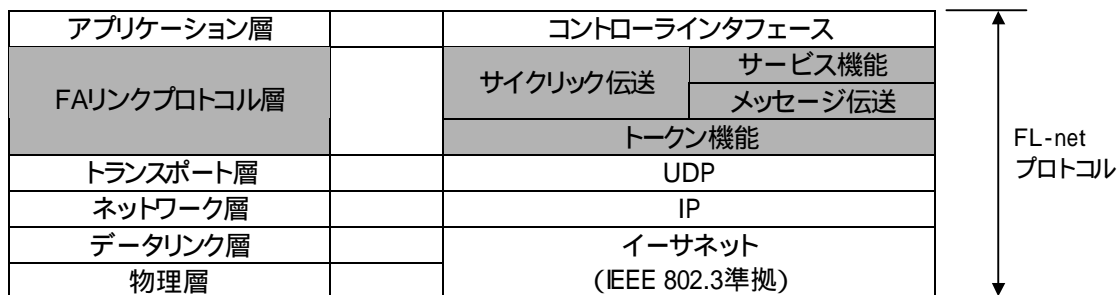 アプリケーション層 コントローラインタフェース
FAリンクプロトコル層 サイクリック伝送 サービス機能
メッセージ伝送
トークン機能
トランスポート層 UDP
ネットワーク層 IP
データリンク層 イーサネット
物理層 (IEEE 802.3準拠)
FL-net
プロトコル